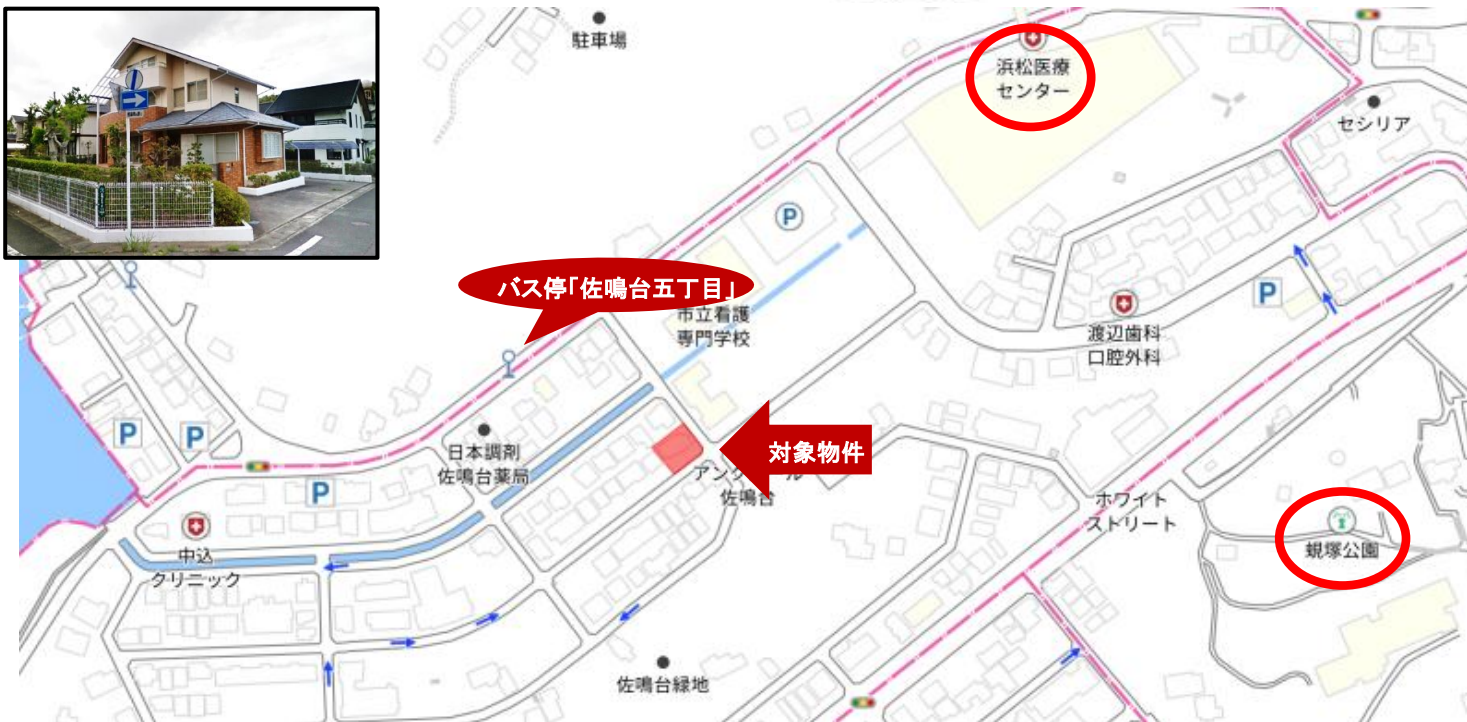 駐車場
浜松医療
センター
セシリア
P
バス停「佐鳴台五丁目」
市立看護
専門学校
P
渡辺歯科
口腔外科
P
P
日本調剤
佐鳴台薬局
対象物件
佐鳴台
P
ホワイト
ストリート
中込
クリニック
蜆塚公園
佐鳴台緑地